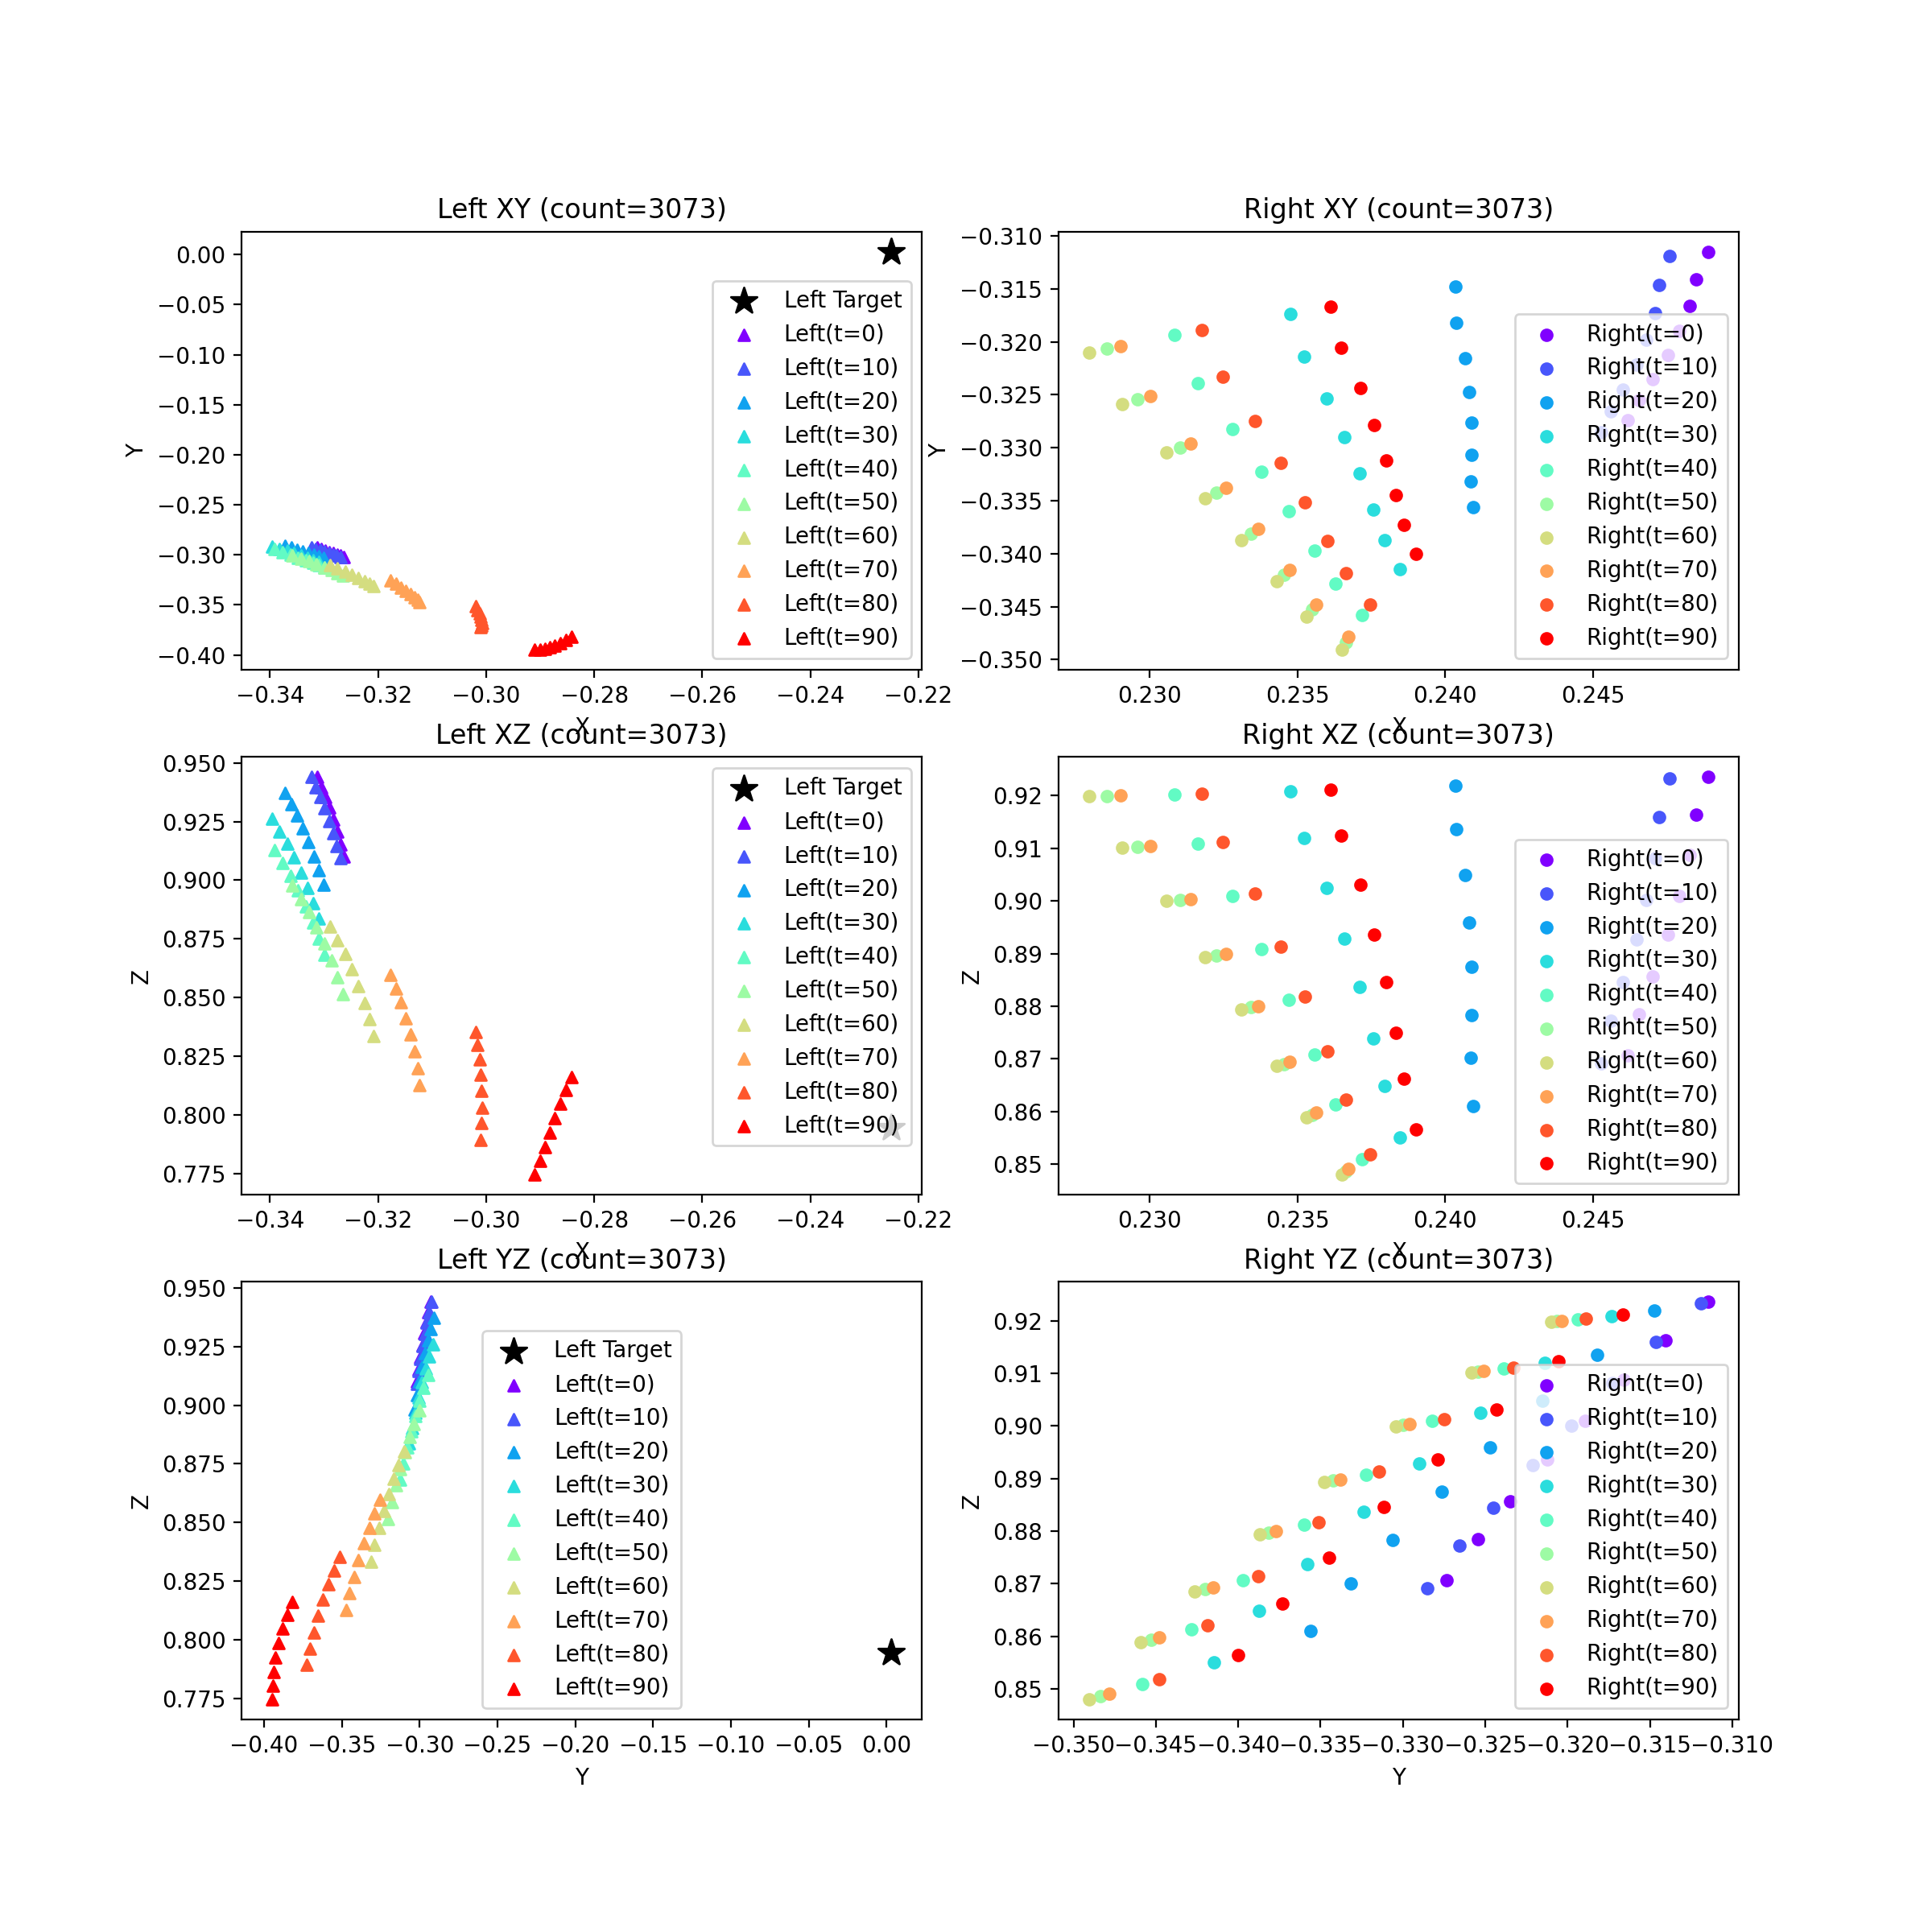 Left XY (count=3073)
0.00
−0.05
−0.10
−0.15
−0.20
−0.25
−0.30
−0.35
−0.40
Y
Left Target
Left(t=0)
Left(t=10)
Left(t=20)
Left(t=30)
Left(t=40)
Left(t=50)
Left(t=60)
Left(t=70)
Left(t=80)
Left(t=90)
−0.34 −0.32 −0.30 −0.28 −0.26 −0.24 −0.22
X
Right XY (count=3073)
−0.310
−0.315
−0.320
−0.325
−0.330
−0.335
−0.340
−0.345
−0.350
Y
Right(t=0)
Right(t=10)
Right(t=20)
Right(t=30)
Right(t=40)
Right(t=50)
Right(t=60)
Right(t=70)
Right(t=80)
Right(t=90)
0.230 0.235 0.240 0.245
X
Left XZ (count=3073)
0.950
0.925
0.900
0.875
0.850
0.825
0.800
0.775
Z
Left Target
Left(t=0)
Left(t=10)
Left(t=20)
Left(t=30)
Left(t=40)
Left(t=50)
Left(t=60)
Left(t=70)
Left(t=80)
Left(t=90)
−0.34 −0.32 −0.30 −0.28 −0.26 −0.24 −0.22
X
Right XZ (count=3073)
0.92
0.91
0.90
0.89
0.88
0.87
0.86
0.85
Z
Right(t=0)
Right(t=10)
Right(t=20)
Right(t=30)
Right(t=40)
Right(t=50)
Right(t=60)
Right(t=70)
Right(t=80)
Right(t=90)
0.230 0.235 0.240 0.245
X
Left YZ (count=3073)
0.950
0.925
0.900
0.875
0.850
0.825
0.800
0.775
Z
Left Target
Left(t=0)
Left(t=10)
Left(t=20)
Left(t=30)
Left(t=40)
Left(t=50)
Left(t=60)
Left(t=70)
Left(t=80)
Left(t=90)
−0.40 −0.35 −0.30 −0.25 −0.20 −0.15 −0.10 −0.05 0.00
Y
Right YZ (count=3073)
0.92
0.91
0.90
0.89
0.88
0.87
0.86
0.85
Z
Right(t=0)
Right(t=10)
Right(t=20)
Right(t=30)
Right(t=40)
Right(t=50)
Right(t=60)
Right(t=70)
Right(t=80)
Right(t=90)
−0.350 −0.345 −0.340 −0.335 −0.330 −0.325 −0.320 −0.315 −0.310
Y